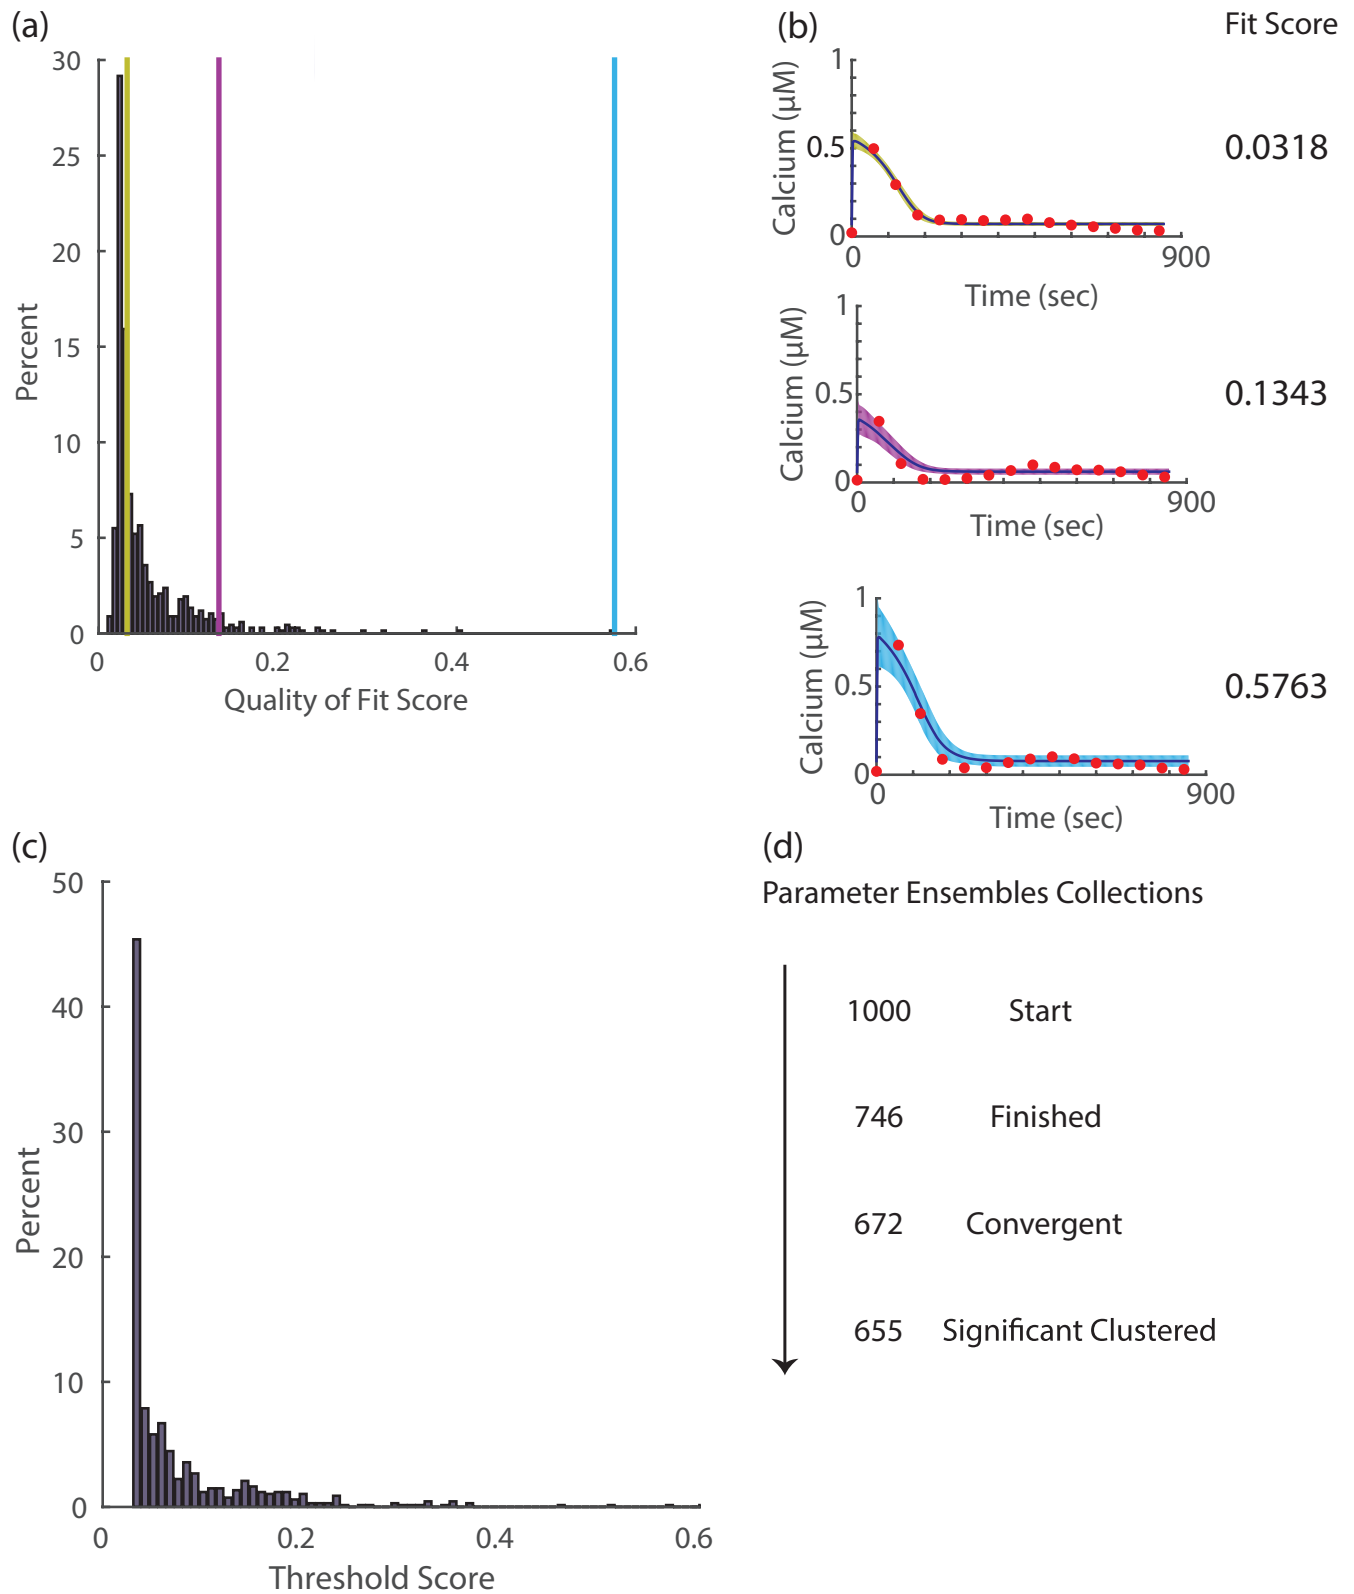 (a)
30
25
20
15
10
5
0
Percent
0 0.2 0.4 0.6
Quality of Fit Score
(b)
Fit Score
1
0.5
0
Calcium (µM)
0 900
Time (sec)
0.0318
1
0.5
0
Calcium (µM)
0 900
Time (sec)
0.1343
1
0.5
0
Calcium (µM)
0 900
Time (sec)
0.5763
(c)
50
40
30
20
10
0
Percent
0 0.2 0.4 0.6
Threshold Score
(d)
Parameter Ensembles Collections
1000 Start
746 Finished
672 Convergent
655 Significant Clustered